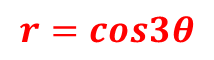 r = cos3θ